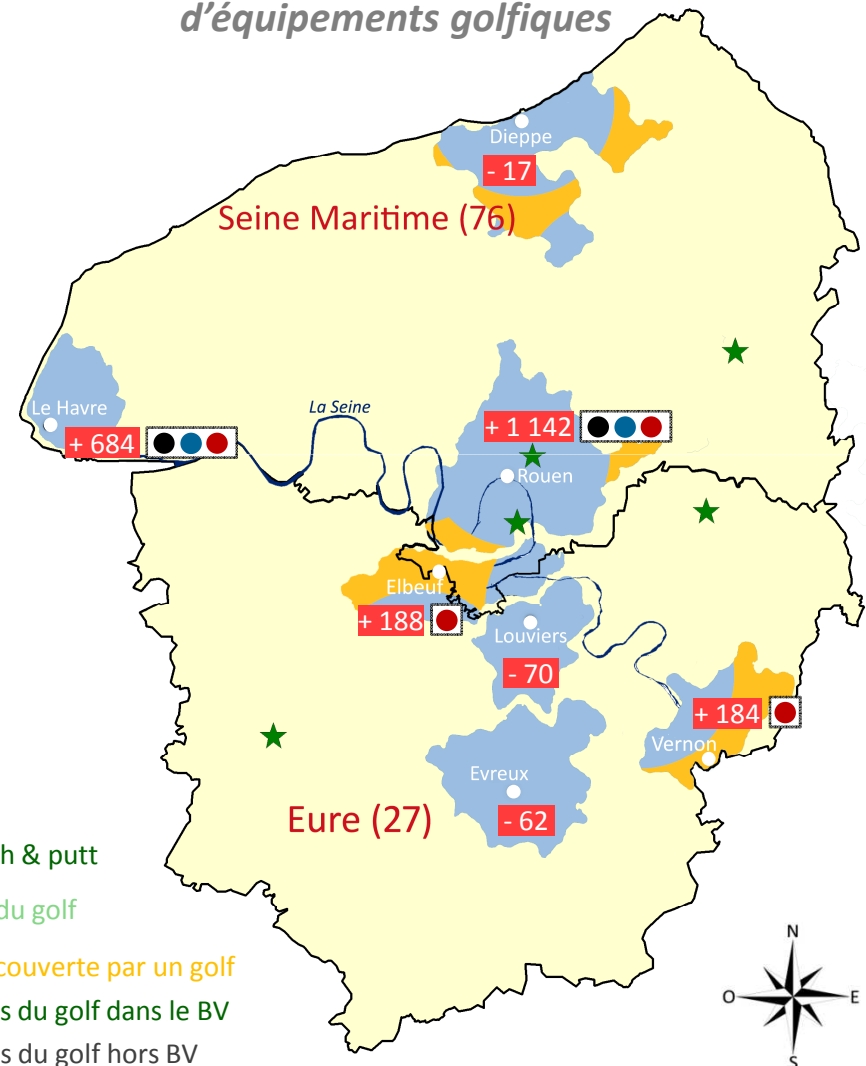 d'équipements golfiques
Dieppe
- 17
Seine Maritime (76)
Le Havre
+ 684
La Seine
+ 1 142
Rouen
Elbeuf
+ 188
Louviers
- 70
+ 184
Vernon
Evreux
- 62
Eure (27)
h & putt
du golf
couverte par un golf
s du golf dans le BV
s du golf hors BV
N
O
E
S